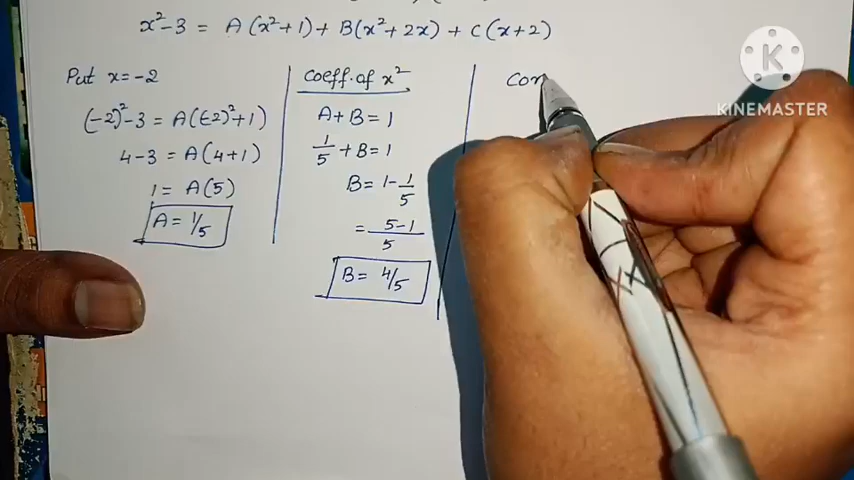 x²-3 = A(x²+1) + B(x²+2x) + C(x+2)
Put x=-2
(-2)²-3 = A((-2)²+1)
4-3 = A(4+1)
1 = A(5)
A = 1/5
Coeff. of x²
A+B=1
1/5 + B = 1
B = 1 - 1/5
= 5-1/5
B = 4/5
Con
KINEMASTER